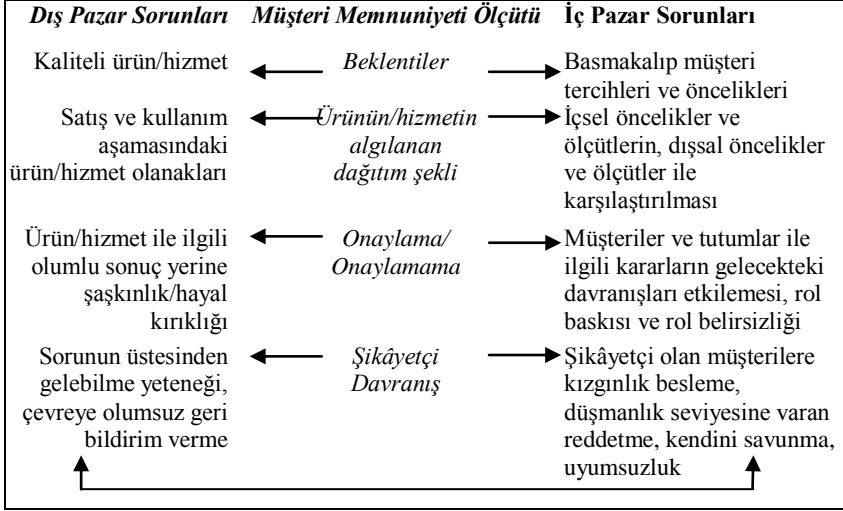 Dış Pazar Sorunları Müşteri Memnuniyeti Ölçütü İç Pazar Sorunları
Kaliteli ürün/hizmet Beklentiler Basmakalıp müşteri
tercihleri ve öncelikleri
Satış ve kullanım Ürünün/hizmetin İçsel öncelikler ve
aşamasındaki algılanan ölçütlerin, dışsal öncelikler
ürün/hizmet olanakları dağıtım şekli ve ölçütler ile
karşılaştırılması
Ürün/hizmet ile ilgili Onaylama/ Müşteriler ve tutumlar ile
olumlu sonuç yerine Onaylamama ilgili kararların gelecekteki
şaşkınlık/hayal davranışları etkilemesi, rol
kırıklığı baskısı ve rol belirsizliği
Sorunun üstesinden Şikâyetçi Şikâyetçi olan müşterilere
gelebilme yeteneği, Davranış kızgınlık besleme,
çevreye olumsuz geri düşmanlık seviyesine varan
bildirim verme reddetme, kendini savunma,
uyumsuzluk